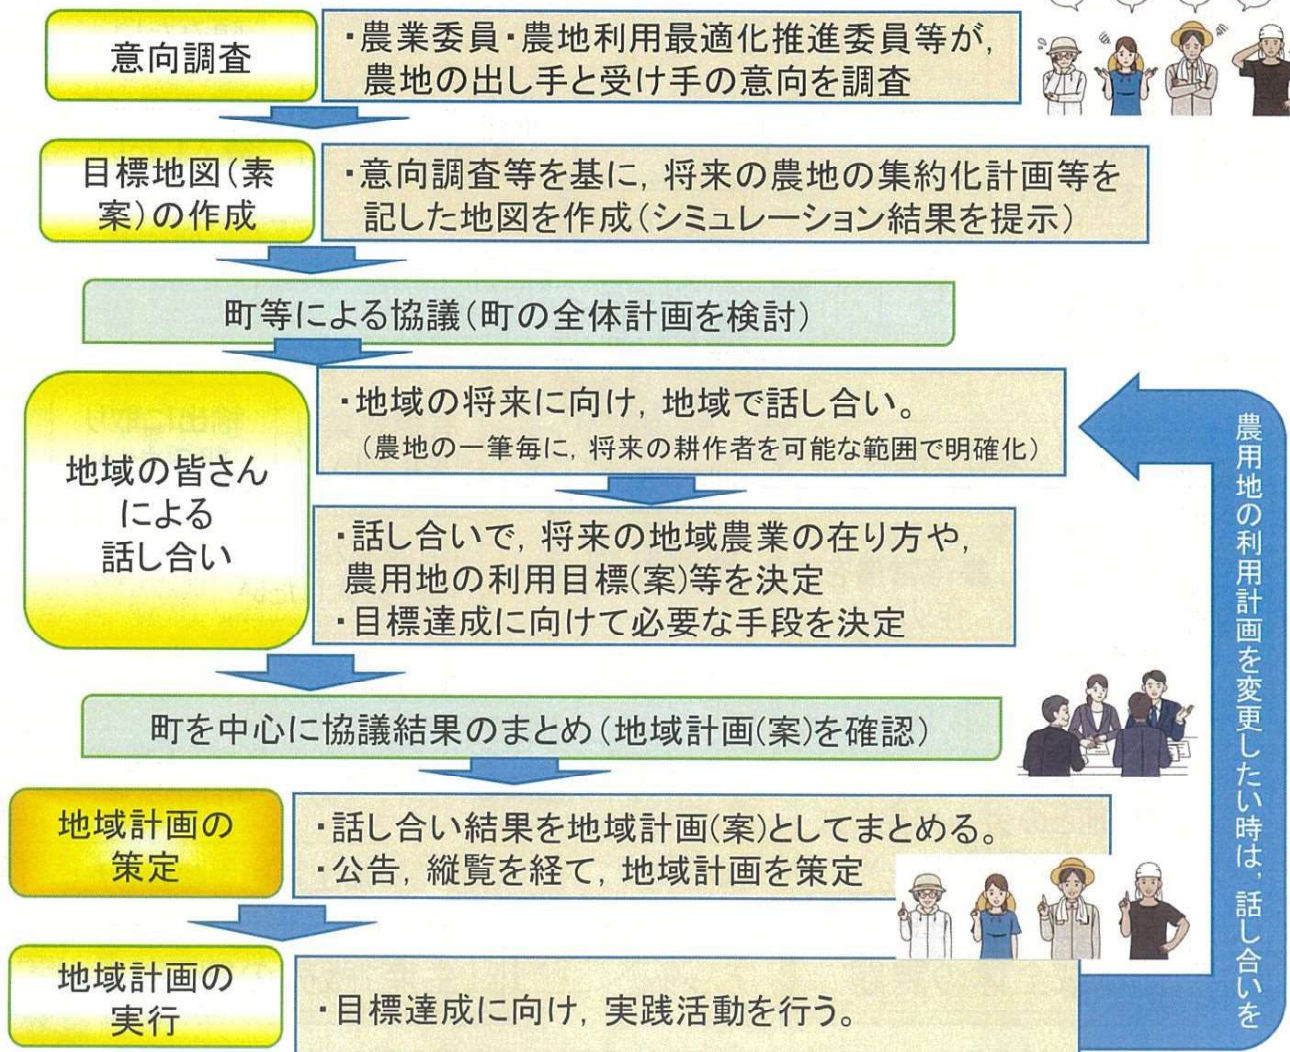 意向調査
・農業委員・農地利用最適化推進委員等が，
農地の出し手と受け手の意向を調査
目標地図(素
案)の作成
・意向調査等を基に，将来の農地の集約化計画等を
記した地図を作成(シミュレーション結果を提示)
町等による協議(町の全体計画を検討)
地域の皆さん
による
話し合い
・地域の将来に向け，地域で話し合い。
(農地の一筆毎に，将来の耕作者を可能な範囲で明確化)
・話し合いで，将来の地域農業の在り方や，
農用地の利用目標(案)等を決定
・目標達成に向けて必要な手段を決定
町を中心に協議結果のまとめ(地域計画(案)を確認)
地域計画の
策定
・話し合い結果を地域計画(案)としてまとめる。
・公告，縦覧を経て，地域計画を策定
地域計画の
実行
・目標達成に向け，実践活動を行う。
農用地の利用計画を変更したい時は，話し合いを